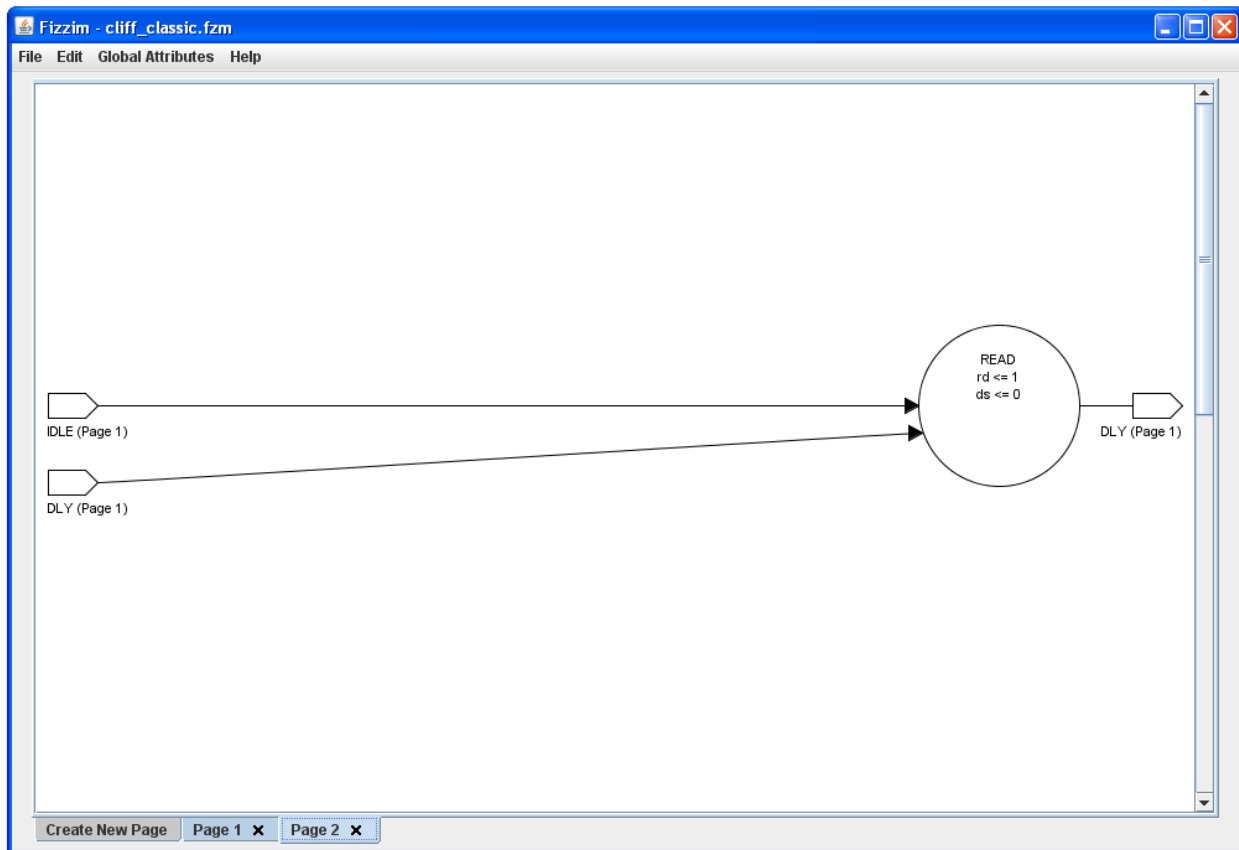 Fizzim - cliff_classic.fzm
File Edit Global Attributes Help
READ
rd <= 1
ds <= 0
IDLE (Page 1)
DLY (Page 1)
DLY (Page 1)
Create New Page Page 1 Page 2